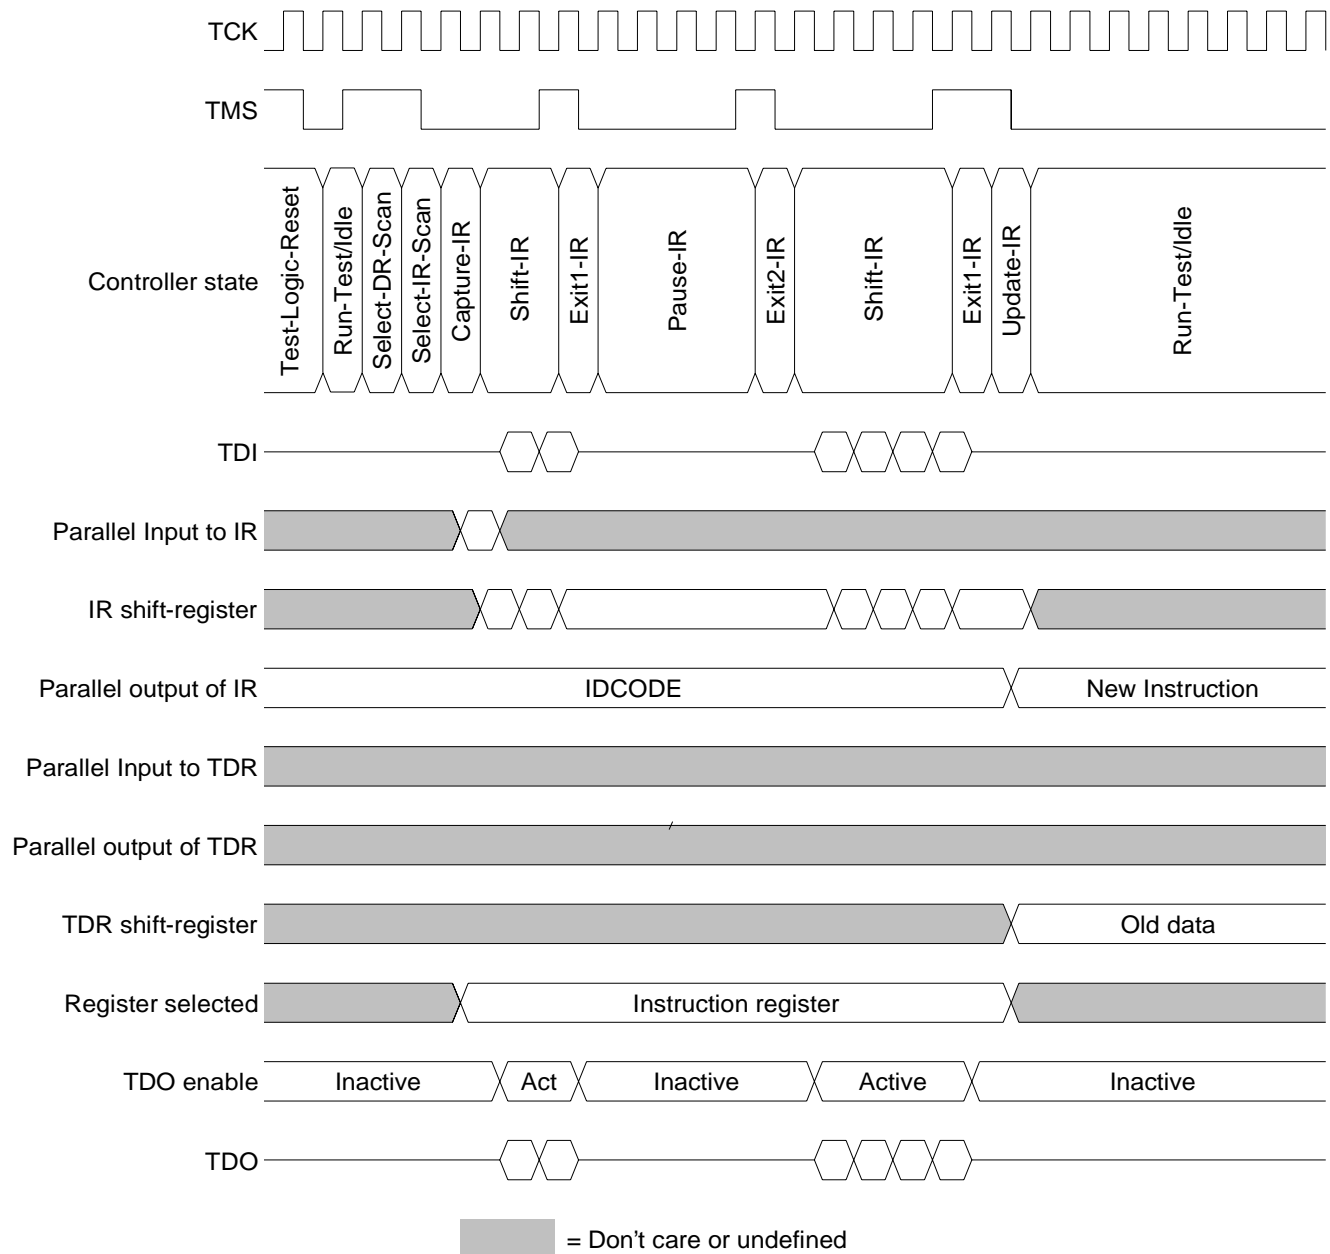 TCK
TMS
Controller state
Test-Logic-Reset
Run-Test/Idle
Select-DR-Scan
Select-IR-Scan
Capture-IR
Shift-IR
Exit1-IR
Pause-IR
Exit2-IR
Shift-IR
Exit1-IR
Update-IR
Run-Test/Idle
TDI
Parallel Input to IR
IR shift-register
Parallel output of IR
IDCODE
New Instruction
Parallel Input to TDR
Parallel output of TDR
TDR shift-register
Old data
Register selected
Instruction register
TDO enable
Inactive
Act
Inactive
Active
Inactive
TDO
= Don't care or undefined